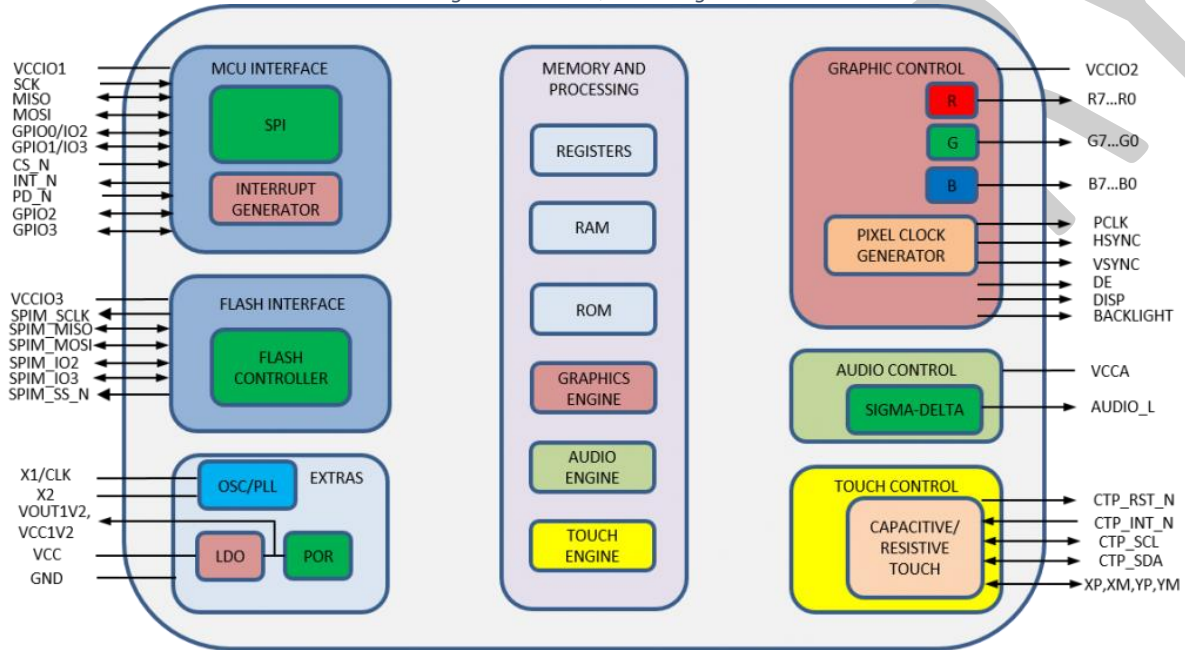 VCCIO1
SCK
MISO
MOSI
GPIO0/IO2
GPIO1/IO3
CS_N
INT_N
PD_N
GPIO2
GPIO3
MCU INTERFACE
SPI
INTERRUPT
GENERATOR
VCCIO3
SPIM_SCLK
SPIM_MISO
SPIM_MOSI
SPIM_IO2
SPIM_IO3
SPIM_SS_N
FLASH INTERFACE
FLASH
CONTROLLER
X1/CLK
X2
VOUT1V2,
VCC1V2
VCC
GND
OSC/PLL
EXTRAS
LDO
POR
MEMORY AND
PROCESSING
REGISTERS
RAM
ROM
GRAPHICS
ENGINE
AUDIO
ENGINE
TOUCH
ENGINE
GRAPHIC CONTROL
R
G
B
PIXEL CLOCK
GENERATOR
VCCIO2
R7...R0
G7...G0
B7...B0
PCLK
HSYNC
VSYNC
DE
DISP
BACKLIGHT
AUDIO CONTROL
SIGMA-DELTA
VCCA
AUDIO_L
TOUCH CONTROL
CAPACITIVE/
RESISTIVE
TOUCH
CTP_RST_N
CTP_INT_N
CTP_SCL
CTP_SDA
XP,XM,YP,YM